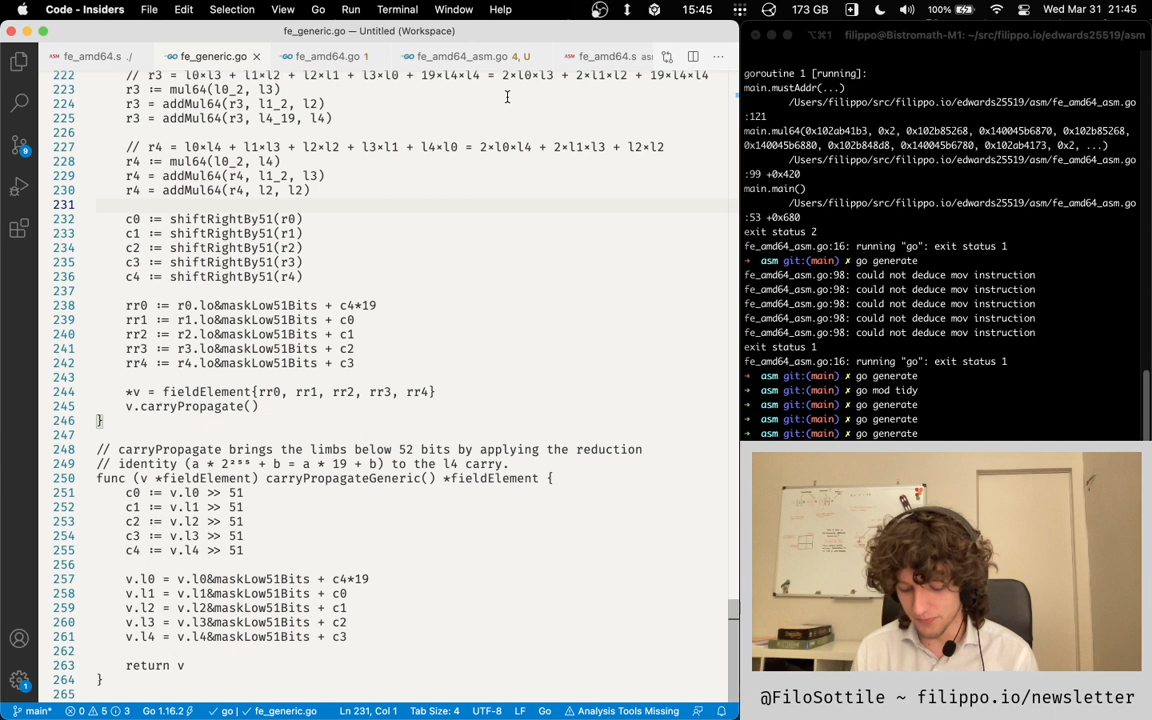 Code - Insiders File Edit Selection View Go Run Terminal Window Help 15:45 173 GB 100% Wed Mar 31 21:45
fe_generic.go — Untitled (Workspace)
fe_amd64.s ./ fe_generic.go fe_amd64.go 1 fe_amd64_asm.go 4, U fe_amd64.s asm
222 // r3 = l0×l3 + l1×l2 + l2×l1 + l3×l0 + 19×l4×l4 = 2×l0×l3 + 2×l1×l2 + 19×l4×l4
223 r3 := mul64(l0_2, l3)
224 r3 = addMul64(r3, l1_2, l2)
225 r3 = addMul64(r3, l4_19, l4)
226
227 // r4 = l0×l4 + l1×l3 + l2×l2 + l3×l1 + l4×l0 = 2×l0×l4 + 2×l1×l3 + l2×l2
228 r4 := mul64(l0_2, l4)
229 r4 = addMul64(r4, l1_2, l3)
230 r4 = addMul64(r4, l2, l2)
231
232 c0 := shiftRightBy51(r0)
233 c1 := shiftRightBy51(r1)
234 c2 := shiftRightBy51(r2)
235 c3 := shiftRightBy51(r3)
236 c4 := shiftRightBy51(r4)
237
238 rr0 := r0.lo&maskLow51Bits + c4*19
239 rr1 := r1.lo&maskLow51Bits + c0
240 rr2 := r2.lo&maskLow51Bits + c1
241 rr3 := r3.lo&maskLow51Bits + c2
242 rr4 := r4.lo&maskLow51Bits + c3
243
244 *v = fieldElement{rr0, rr1, rr2, rr3, rr4}
245 v.carryPropagate()
246 }
247
248 // carryPropagate brings the limbs below 52 bits by applying the reduction
249 // identity (a * 2²⁵⁵ + b = a * 19 + b) to the l4 carry.
250 func (v *fieldElement) carryPropagateGeneric() *fieldElement {
251 c0 := v.l0 >> 51
252 c1 := v.l1 >> 51
253 c2 := v.l2 >> 51
254 c3 := v.l3 >> 51
255 c4 := v.l4 >> 51
256
257 v.l0 = v.l0&maskLow51Bits + c4*19
258 v.l1 = v.l1&maskLow51Bits + c0
259 v.l2 = v.l2&maskLow51Bits + c1
260 v.l3 = v.l3&maskLow51Bits + c2
261 v.l4 = v.l4&maskLow51Bits + c3
262
263 return v
264 }
265
9
1
main* 0 5 3 Go 1.16.2 go | fe_generic.go Ln 231, Col 1 Tab Size: 4 UTF-8 LF Go Analysis Tools Missing
⌥⌘1 filippo@Bistromath-M1: ~/src/filippo.io/edwards25519/asm
goroutine 1 [running]:
main.mustAddr(...)
/Users/filippo/src/filippo.io/edwards25519/asm/fe_amd64_asm.go
:121
main.mul64(0x102ab41b3, 0x2, 0x102b85268, 0x140045b6870, 0x102b85268,
0x140045b6880, 0x102b848d8, 0x140045b6780, 0x102ab4173, 0x2, ...)
/Users/filippo/src/filippo.io/edwards25519/asm/fe_amd64_asm.go
:99 +0x420
main.main()
/Users/filippo/src/filippo.io/edwards25519/asm/fe_amd64_asm.go
:53 +0x680
exit status 2
fe_amd64_asm.go:16: running "go": exit status 1
➜ asm git:(main) ✗ go generate
fe_amd64_asm.go:98: could not deduce mov instruction
fe_amd64_asm.go:98: could not deduce mov instruction
fe_amd64_asm.go:98: could not deduce mov instruction
fe_amd64_asm.go:98: could not deduce mov instruction
fe_amd64_asm.go:98: could not deduce mov instruction
exit status 1
fe_amd64_asm.go:16: running "go": exit status 1
➜ asm git:(main) ✗ go generate
➜ asm git:(main) ✗ go mod tidy
➜ asm git:(main) ✗ go generate
➜ asm git:(main) ✗ go generate
➜ asm git:(main) ✗ go generate
@FiloSottile ~ filippo.io/newsletter